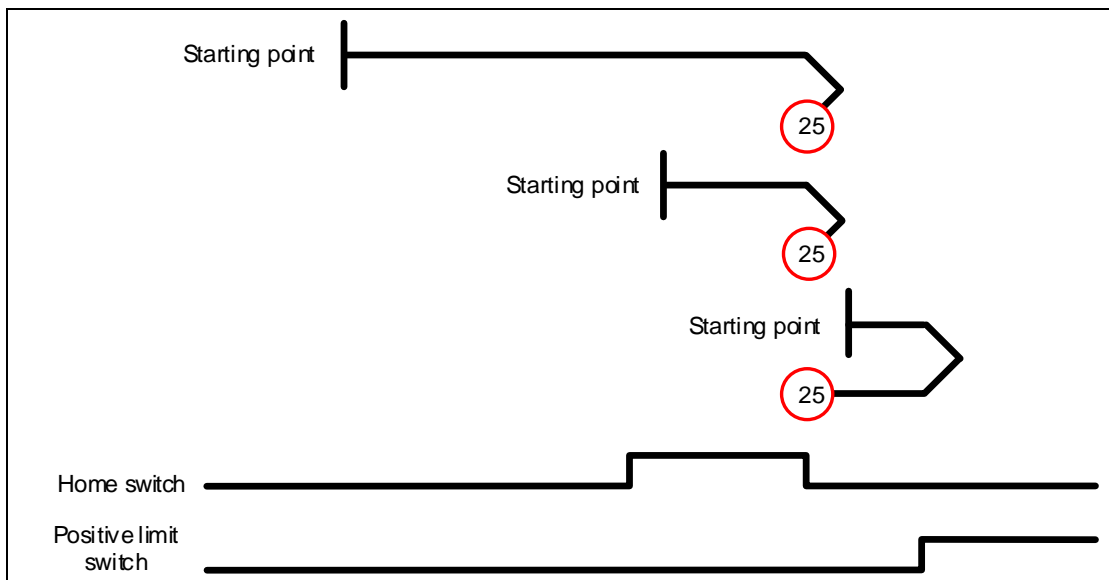 Starting point
25
Starting point
25
Starting point
25
Home switch
Positive limit
switch